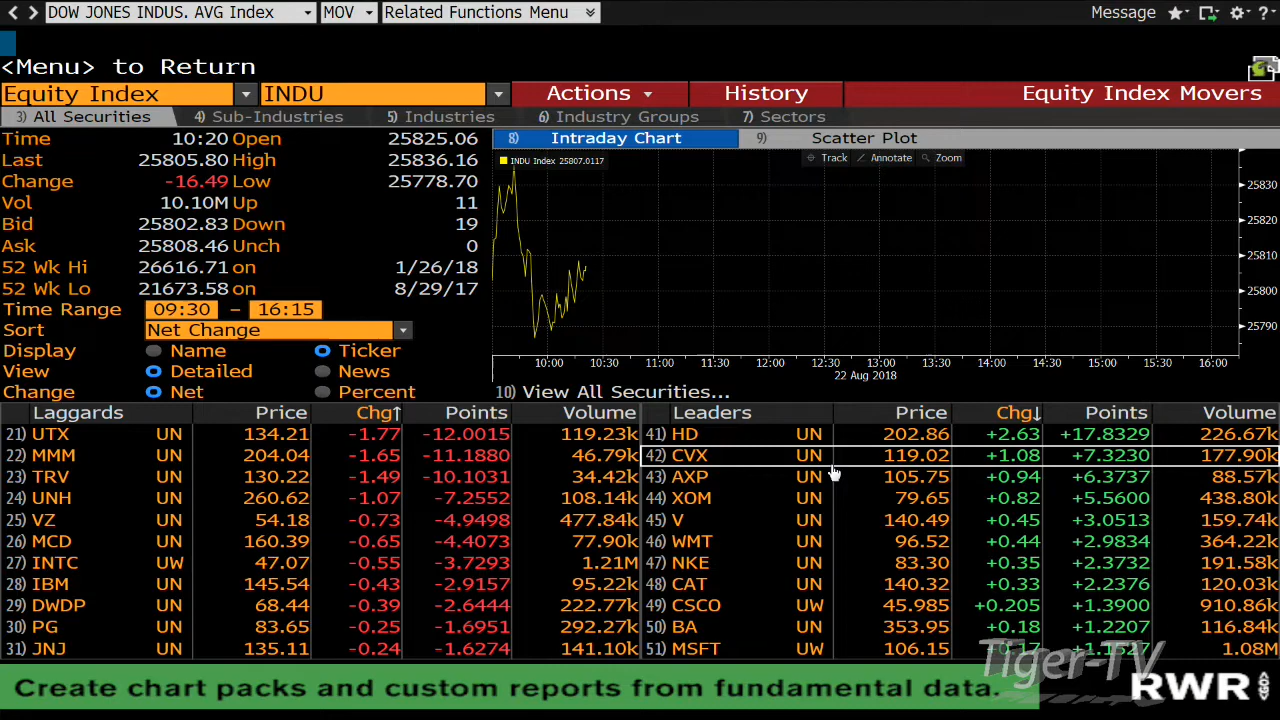 DOW JONES INDUS. AVG Index MOV Related Functions Menu Message
<Menu> to Return
Equity Index INDU Actions History Equity Index Movers
3) All Securities 4) Sub-Industries 5) Industries 6) Industry Groups 7) Sectors
Time 10:20 Open 25825.06
Last 25805.80 High 25836.16
Change -16.49 Low 25778.70
Vol 10.10M Up 11
Bid 25802.83 Down 19
Ask 25808.46 Unch 0
52 Wk Hi 26616.71 on 1/26/18
52 Wk Lo 21673.58 on 8/29/17
Time Range 09:30 - 16:15
Sort Net Change
Display Name Ticker
View Detailed News
Change Net Percent
8) Intraday Chart 9) Scatter Plot
INDU Index 25807.0117 Track Annotate Zoom
25830
25820
25810
25800
25790
10:00 10:30 11:00 11:30 12:00 12:30 13:00 13:30 14:00 14:30 15:00 15:30 16:00
22 Aug 2018
10) View All Securities...
Laggards Price Chg↑ Points Volume Leaders Price Chg↓ Points Volume
21) UTX UN 134.21 -1.77 -12.0015 119.23k 41) HD UN 202.86 +2.63 +17.8329 226.67k
22) MMM UN 204.04 -1.65 -11.1880 46.79k 42) CVX UN 119.02 +1.08 +7.3230 177.90k
23) TRV UN 130.22 -1.49 -10.1031 34.42k 43) AXP UN 105.75 +0.94 +6.3737 88.57k
24) UNH UN 260.62 -1.07 -7.2552 108.14k 44) XOM UN 79.65 +0.82 +5.5600 438.80k
25) VZ UN 54.18 -0.73 -4.9498 477.84k 45) V UN 140.49 +0.45 +3.0513 159.74k
26) MCD UN 160.39 -0.65 -4.4073 77.90k 46) WMT UN 96.52 +0.44 +2.9834 364.22k
27) INTC UW 47.07 -0.55 -3.7293 1.21M 47) NKE UN 83.30 +0.35 +2.3732 191.58k
28) IBM UN 145.54 -0.43 -2.9157 95.22k 48) CAT UN 140.32 +0.33 +2.2376 120.03k
29) DWDP UN 68.44 -0.39 -2.6444 222.77k 49) CSCO UW 45.985 +0.205 +1.3900 910.86k
30) PG UN 83.65 -0.25 -1.6951 292.27k 50) BA UN 353.95 +0.18 +1.2207 116.84k
31) JNJ UN 135.11 -0.24 -1.6274 141.10k 51) MSFT UW 106.15 +0.17 +1.1527 1.08M
Tiger-TV
Create chart packs and custom reports from fundamental data. RWR